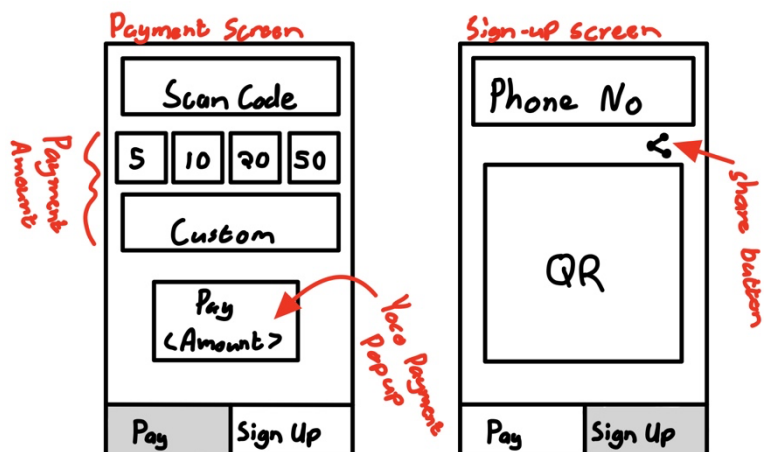 Payment Screen
Scan Code
Payment
Amount
5 10 20 50
Custom
Pay
<Amount>
Yoco Payment
Popup
Pay Sign Up
Sign-up screen
Phone No
share button
QR
Pay Sign Up